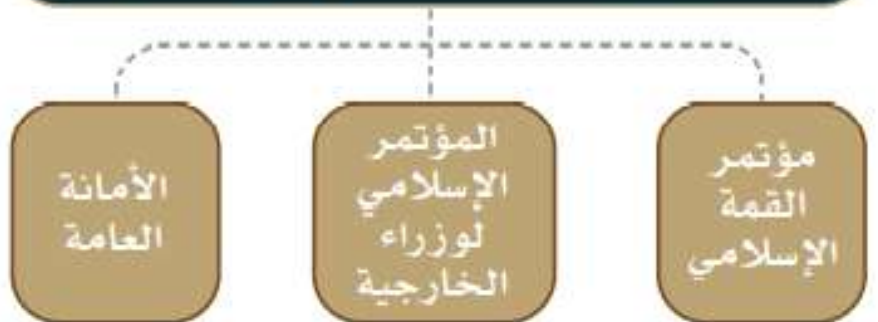 مؤتمر
القمة
الإسلامي
المؤتمر
الإسلامي
لوزراء
الخارجية
الأمانة
العامة